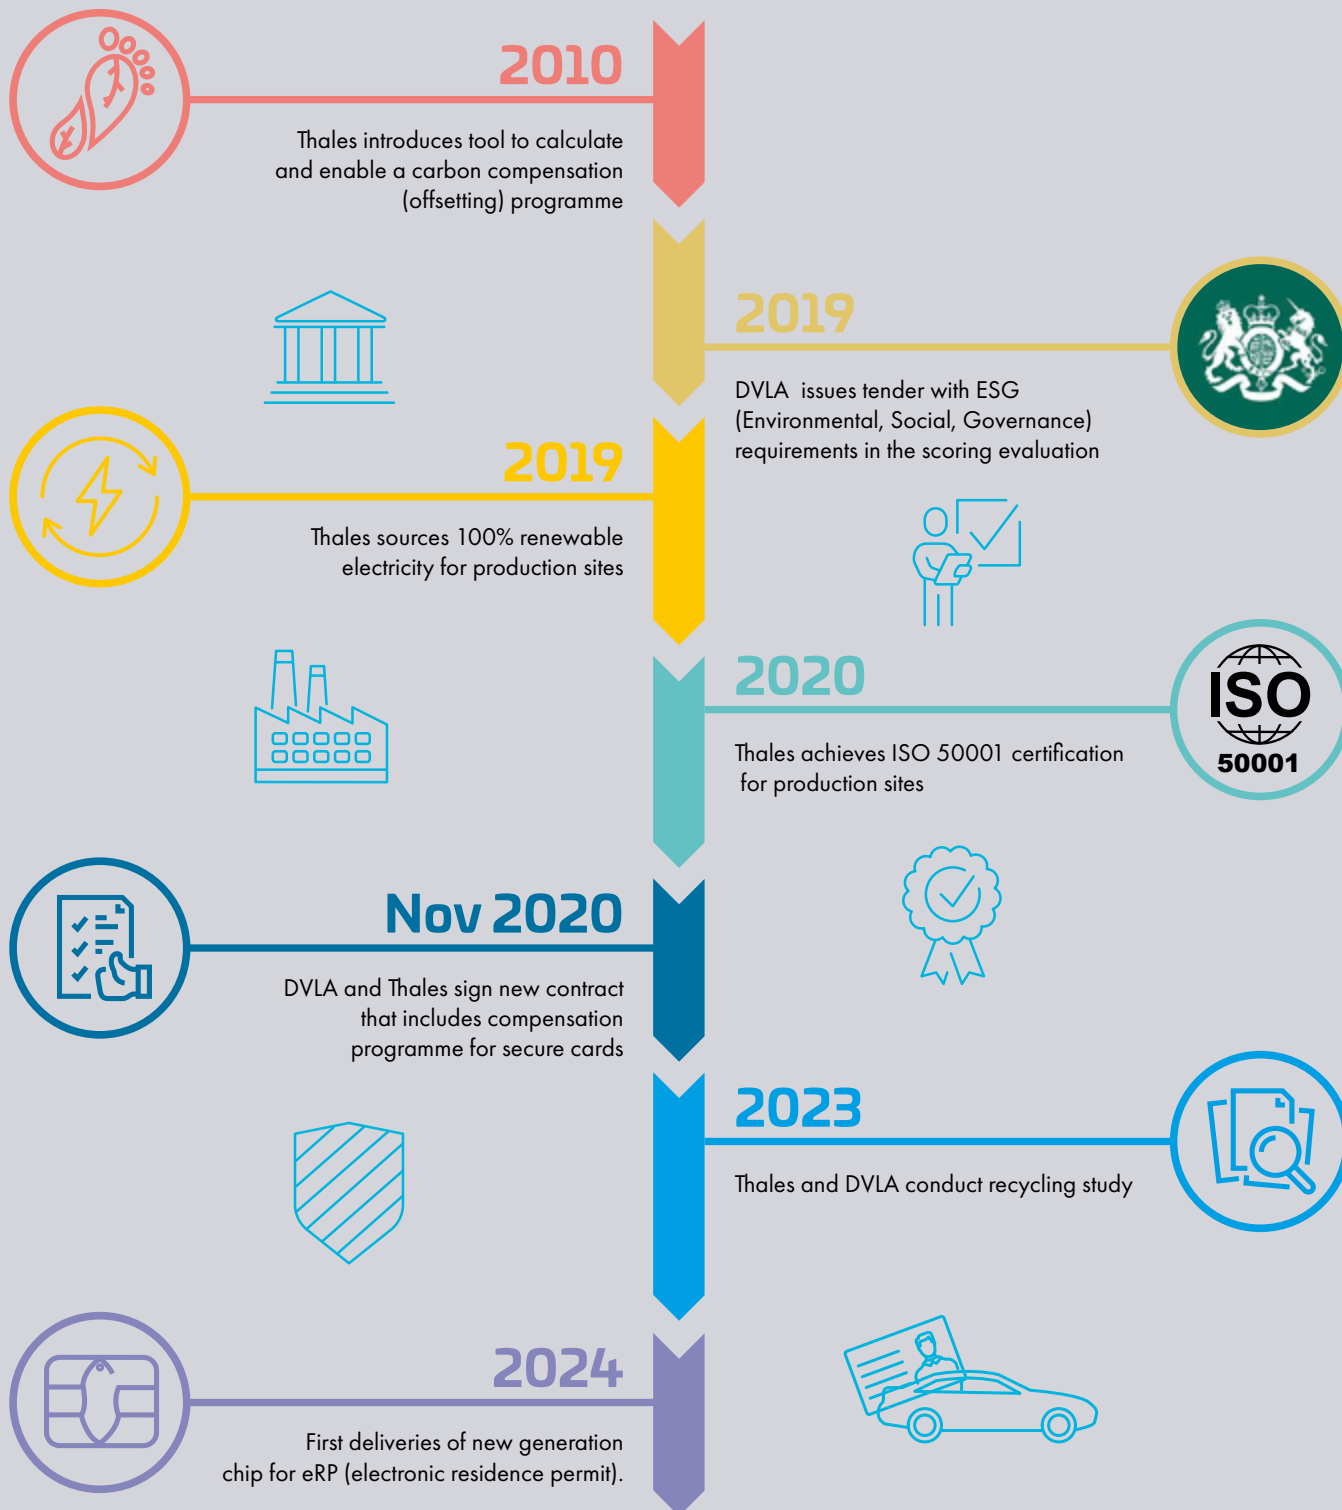 2010
Thales introduces tool to calculate
and enable a carbon compensation
(offsetting) programme
2019
DVLA issues tender with ESG
(Environmental, Social, Governance)
requirements in the scoring evaluation
2019
Thales sources 100% renewable
electricity for production sites
2020
Thales achieves ISO 50001 certification
for production sites
ISO
50001
Nov 2020
DVLA and Thales sign new contract
that includes compensation
programme for secure cards
2023
Thales and DVLA conduct recycling study
2024
First deliveries of new generation
chip for eRP (electronic residence permit).